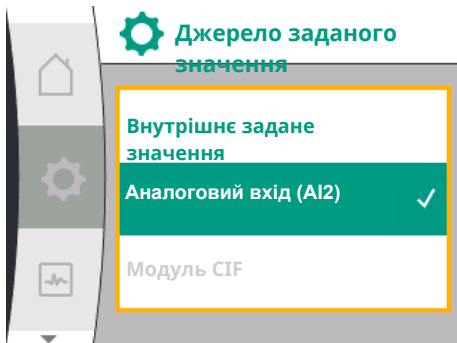 Джерело заданого
значення
Внутрішнє задане
значення
Аналоговий вхід (AI2)
Модуль CIF